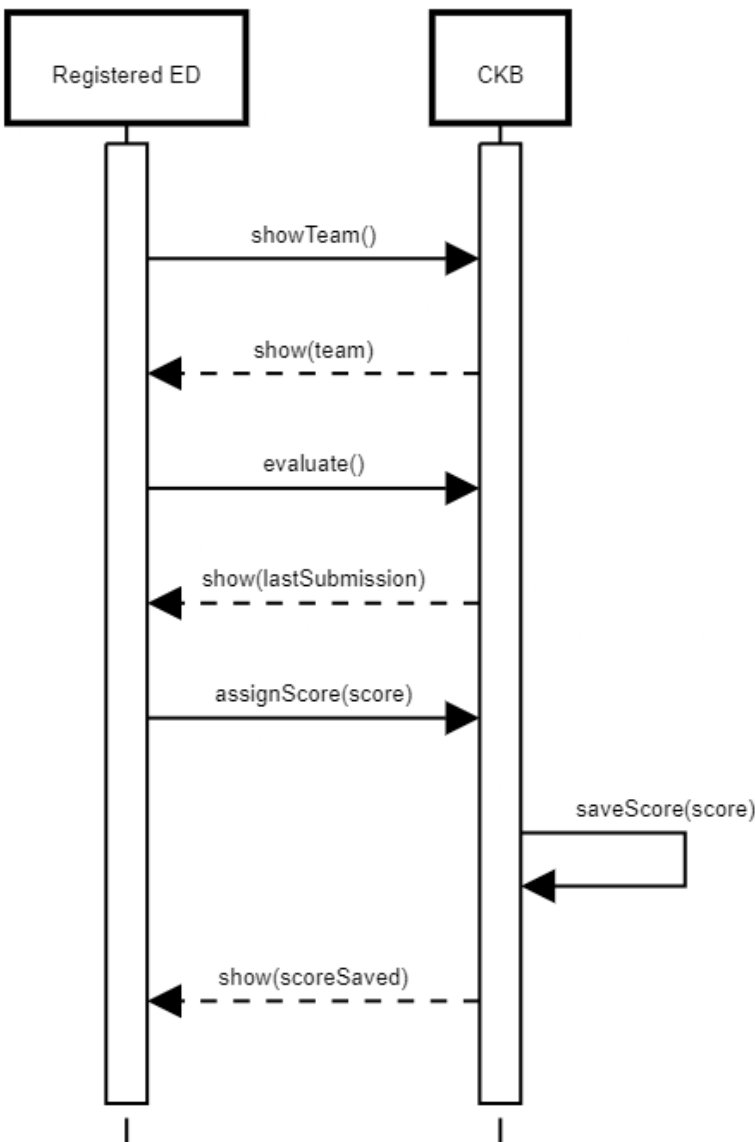 Registered ED
CKB
showTeam()
show(team)
evaluate()
show(lastSubmission)
assignScore(score)
saveScore(score)
show(scoreSaved)